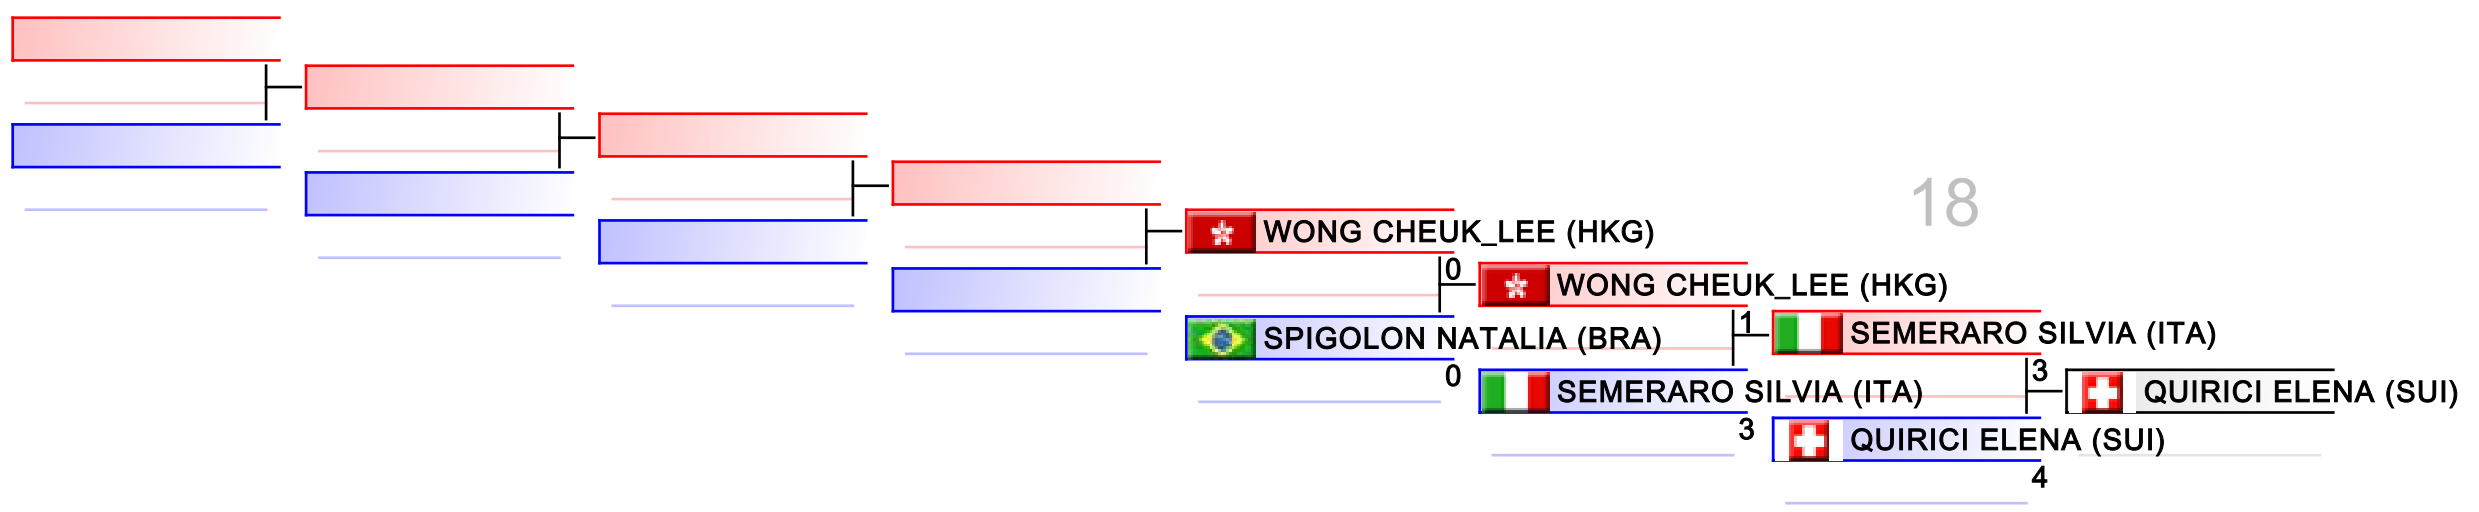 18
WONG CHEUK_LEE (HKG)
0
WONG CHEUK_LEE (HKG)
SPIGOLON NATALIA (BRA)
0
1
SEMERARO SILVIA (ITA)
SEMERARO SILVIA (ITA)
3
3
QUIRICI ELENA (SUI)
QUIRICI ELENA (SUI)
4